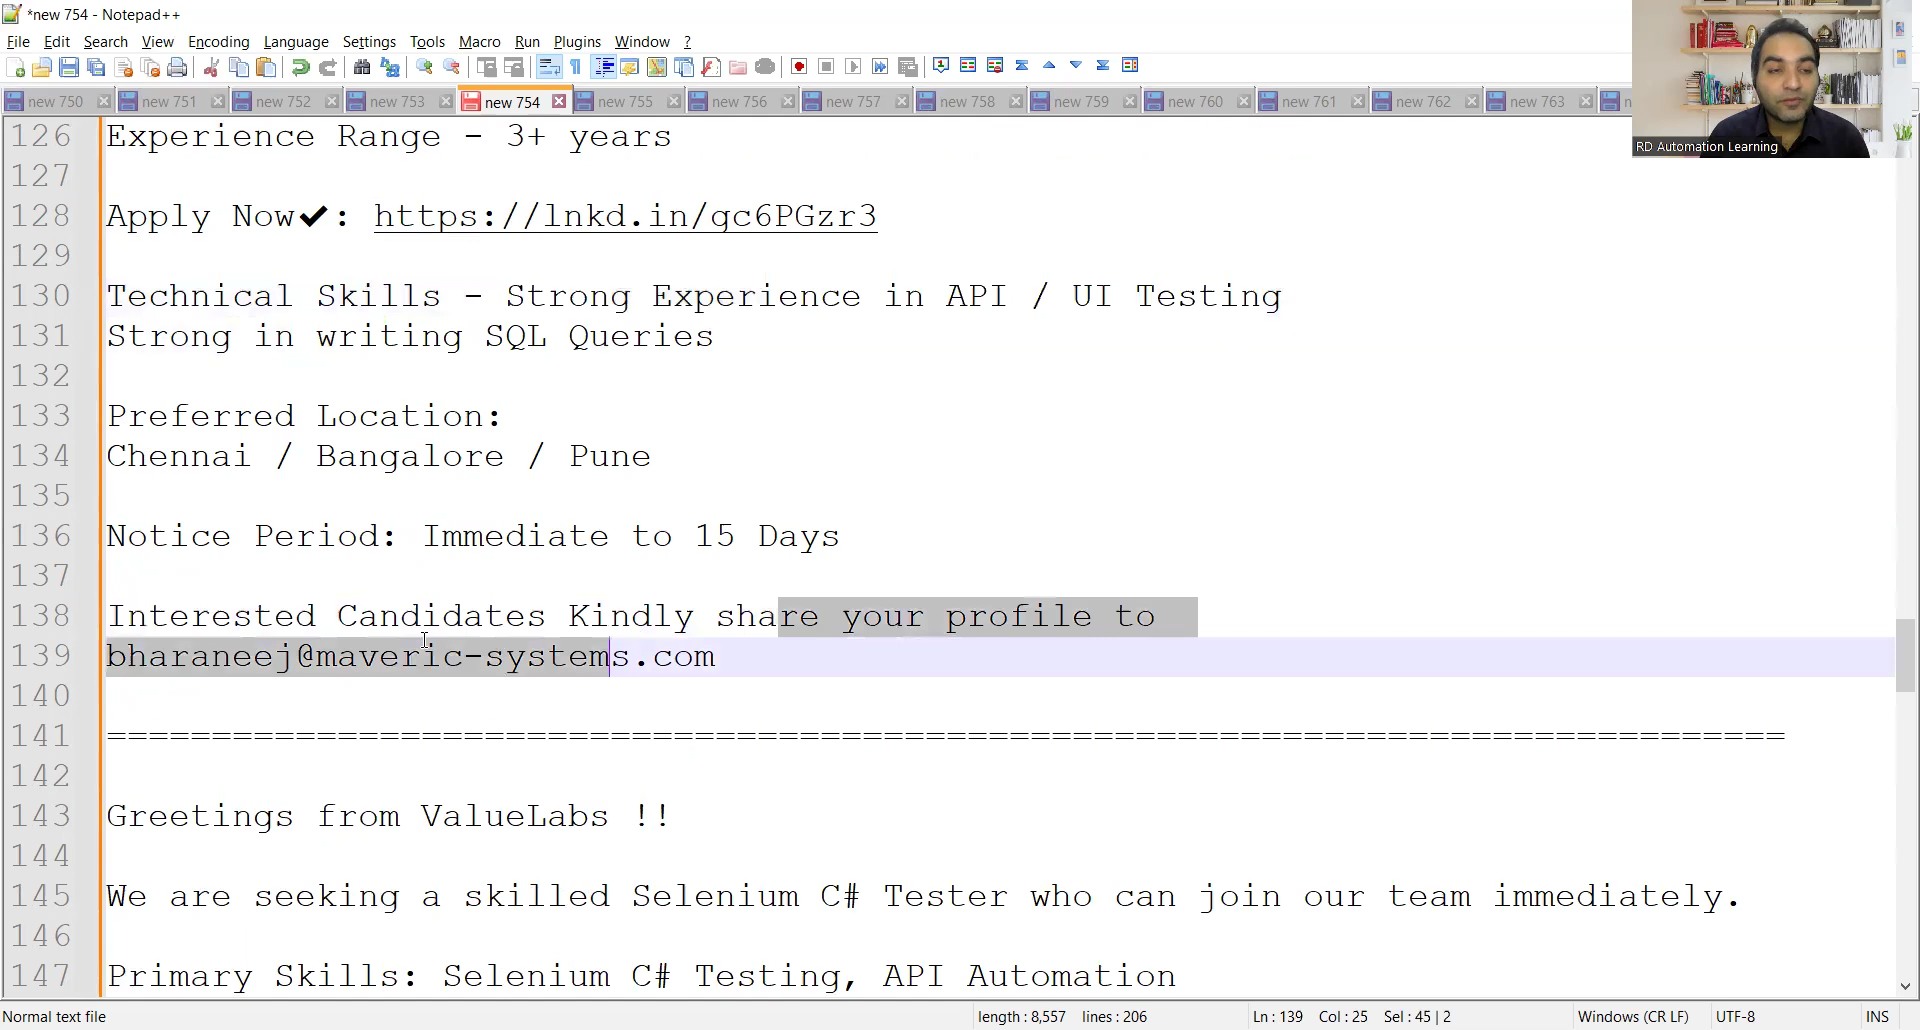 *new 754 - Notepad++
File Edit Search View Encoding Language Settings Tools Macro Run Plugins Window ?
new 750 new 751 new 752 new 753 new 754 new 755 new 756 new 757 new 758 new 759 new 760 new 761 new 762 new 763
RD Automation Learning
126 Experience Range - 3+ years
127
128 Apply Now✔: https://lnkd.in/gc6PGzr3
129
130 Technical Skills - Strong Experience in API / UI Testing
131 Strong in writing SQL Queries
132
133 Preferred Location:
134 Chennai / Bangalore / Pune
135
136 Notice Period: Immediate to 15 Days
137
138 Interested Candidates Kindly share your profile to
139 bharaneej@maveric-systems.com
140
141 ================================================================================
142
143 Greetings from ValueLabs !!
144
145 We are seeking a skilled Selenium C# Tester who can join our team immediately.
146
147 Primary Skills: Selenium C# Testing, API Automation
Normal text file length : 8,557 lines : 206 Ln : 139 Col : 25 Sel : 45 | 2 Windows (CR LF) UTF-8 INS